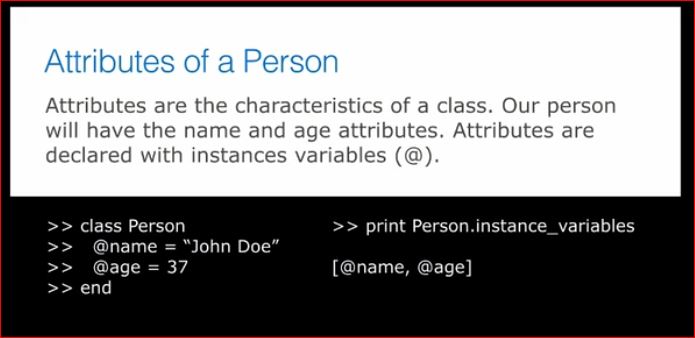 Attributes of a Person
Attributes are the characteristics of a class. Our person
will have the name and age attributes. Attributes are
declared with instances variables (@).
>> class Person
>>   @name = “John Doe”
>>   @age = 37
>> end
>> print Person.instance_variables
[@name, @age]